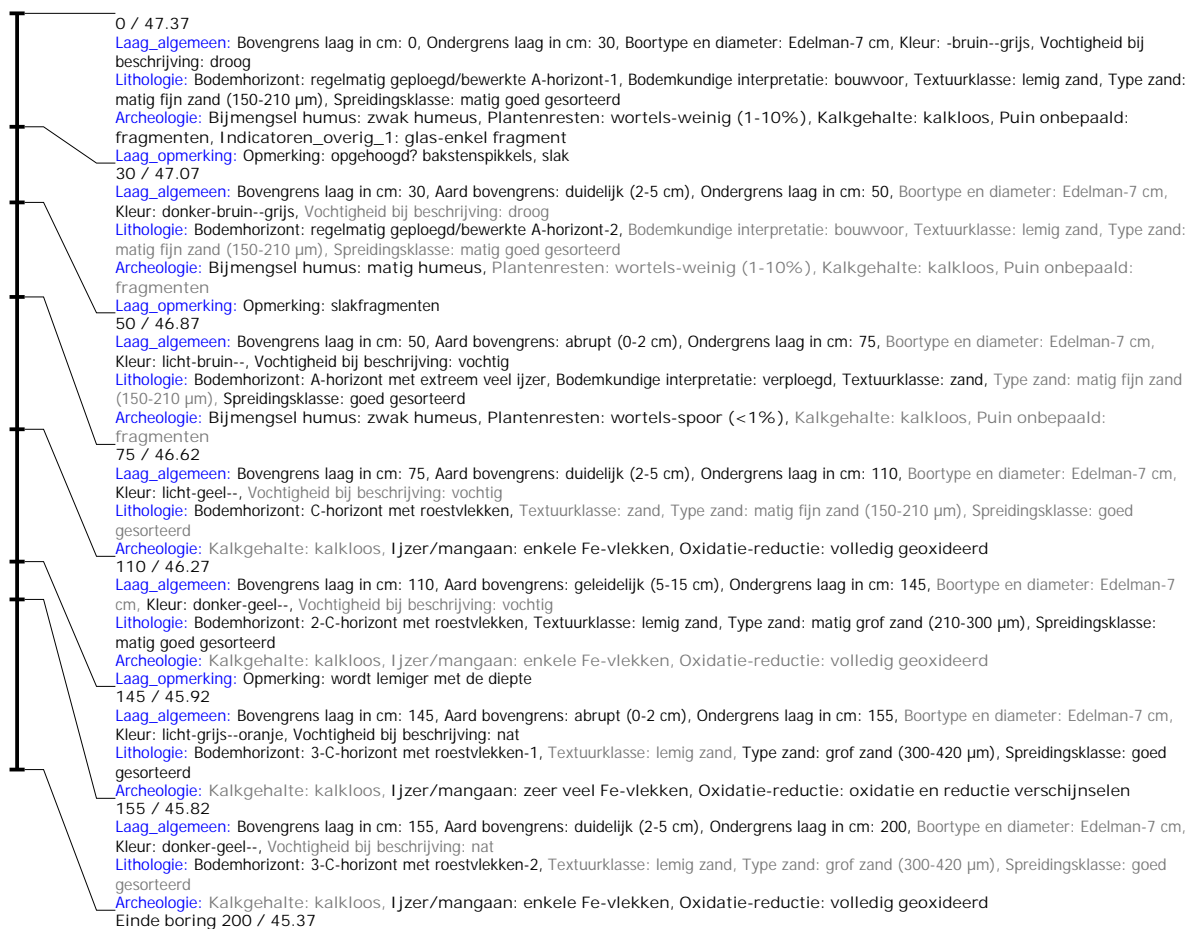 0 / 47.37
Laag_algemeen: Bovengrens laag in cm: 0, Ondergrens laag in cm: 30, Boortype en diameter: Edelman-7 cm, Kleur: -bruin--grijs, Vochtigheid bij
beschrijving: droog
Lithologie: Bodemhorizont: regelmatig geploegd/bewerkte A-horizont-1, Bodemkundige interpretatie: bouwvoor, Textuurklasse: lemig zand, Type zand:
matig fijn zand (150-210 µm), Spreidingsklasse: matig goed gesorteerd
Archeologie: Bijmengsel humus: zwak humeus, Plantenresten: wortels-weinig (1-10%), Kalkgehalte: kalkloos, Puin onbepaald:
fragmenten, Indicatoren_overig_1: glas-enkel fragment
Laag_opmerking: Opmerking: opgehoogd? bakstenspikkels, slak
30 / 47.07
Laag_algemeen: Bovengrens laag in cm: 30, Aard bovengrens: duidelijk (2-5 cm), Ondergrens laag in cm: 50, Boortype en diameter: Edelman-7 cm,
Kleur: donker-bruin--grijs, Vochtigheid bij beschrijving: droog
Lithologie: Bodemhorizont: regelmatig geploegd/bewerkte A-horizont-2, Bodemkundige interpretatie: bouwvoor, Textuurklasse: lemig zand, Type zand:
matig fijn zand (150-210 µm), Spreidingsklasse: matig goed gesorteerd
Archeologie: Bijmengsel humus: matig humeus, Plantenresten: wortels-weinig (1-10%), Kalkgehalte: kalkloos, Puin onbepaald:
fragmenten
Laag_opmerking: Opmerking: slakfragmenten
50 / 46.87
Laag_algemeen: Bovengrens laag in cm: 50, Aard bovengrens: abrupt (0-2 cm), Ondergrens laag in cm: 75, Boortype en diameter: Edelman-7 cm,
Kleur: licht-bruin--, Vochtigheid bij beschrijving: vochtig
Lithologie: Bodemhorizont: A-horizont met extreem veel ijzer, Bodemkundige interpretatie: verploegd, Textuurklasse: zand, Type zand: matig fijn zand
(150-210 µm), Spreidingsklasse: goed gesorteerd
Archeologie: Bijmengsel humus: zwak humeus, Plantenresten: wortels-spoor (<1%), Kalkgehalte: kalkloos, Puin onbepaald:
fragmenten
75 / 46.62
Laag_algemeen: Bovengrens laag in cm: 75, Aard bovengrens: duidelijk (2-5 cm), Ondergrens laag in cm: 110, Boortype en diameter: Edelman-7 cm,
Kleur: licht-geel--, Vochtigheid bij beschrijving: vochtig
Lithologie: Bodemhorizont: C-horizont met roestvlekken, Textuurklasse: zand, Type zand: matig fijn zand (150-210 µm), Spreidingsklasse: goed
gesorteerd
Archeologie: Kalkgehalte: kalkloos, Ijzer/mangaan: enkele Fe-vlekken, Oxidatie-reductie: volledig geoxideerd
110 / 46.27
Laag_algemeen: Bovengrens laag in cm: 110, Aard bovengrens: geleidelijk (5-15 cm), Ondergrens laag in cm: 145, Boortype en diameter: Edelman-7
cm, Kleur: donker-geel--, Vochtigheid bij beschrijving: vochtig
Lithologie: Bodemhorizont: 2-C-horizont met roestvlekken, Textuurklasse: lemig zand, Type zand: matig grof zand (210-300 µm), Spreidingsklasse:
matig goed gesorteerd
Archeologie: Kalkgehalte: kalkloos, Ijzer/mangaan: enkele Fe-vlekken, Oxidatie-reductie: volledig geoxideerd
Laag_opmerking: Opmerking: wordt lemiger met de diepte
145 / 45.92
Laag_algemeen: Bovengrens laag in cm: 145, Aard bovengrens: abrupt (0-2 cm), Ondergrens laag in cm: 155, Boortype en diameter: Edelman-7 cm,
Kleur: licht-grijs--oranje, Vochtigheid bij beschrijving: nat
Lithologie: Bodemhorizont: 3-C-horizont met roestvlekken-1, Textuurklasse: lemig zand, Type zand: grof zand (300-420 µm), Spreidingsklasse: goed
gesorteerd
Archeologie: Kalkgehalte: kalkloos, Ijzer/mangaan: zeer veel Fe-vlekken, Oxidatie-reductie: oxidatie en reductie verschijnselen
155 / 45.82
Laag_algemeen: Bovengrens laag in cm: 155, Aard bovengrens: duidelijk (2-5 cm), Ondergrens laag in cm: 200, Boortype en diameter: Edelman-7 cm,
Kleur: donker-geel--, Vochtigheid bij beschrijving: nat
Lithologie: Bodemhorizont: 3-C-horizont met roestvlekken-2, Textuurklasse: lemig zand, Type zand: grof zand (300-420 µm), Spreidingsklasse: goed
gesorteerd
Archeologie: Kalkgehalte: kalkloos, Ijzer/mangaan: enkele Fe-vlekken, Oxidatie-reductie: volledig geoxideerd
Einde boring 200 / 45.37